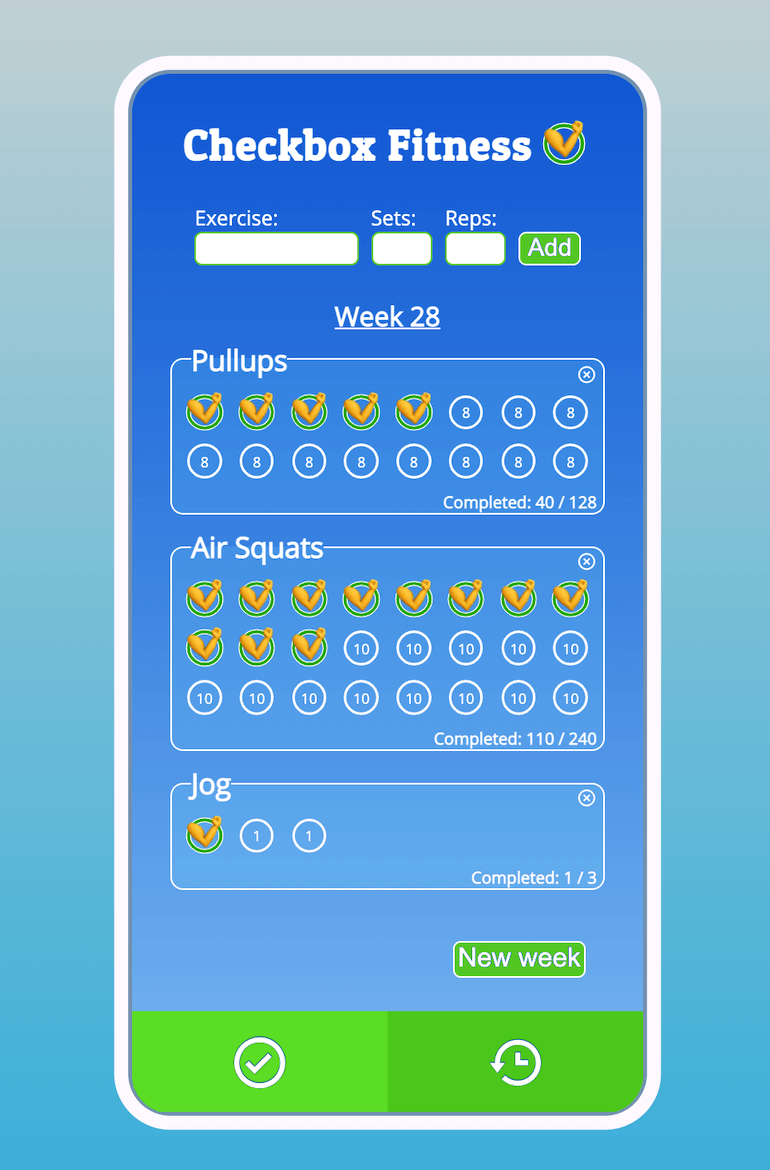 Checkbox Fitness
Exercise: Sets: Reps:
Add
Week 28
Pullups
8 8 8
8 8 8 8 8 8 8 8
Completed: 40 / 128
Air Squats
10 10 10 10 10
10 10 10 10 10 10 10 10
Completed: 110 / 240
Jog
1 1
Completed: 1 / 3
New week